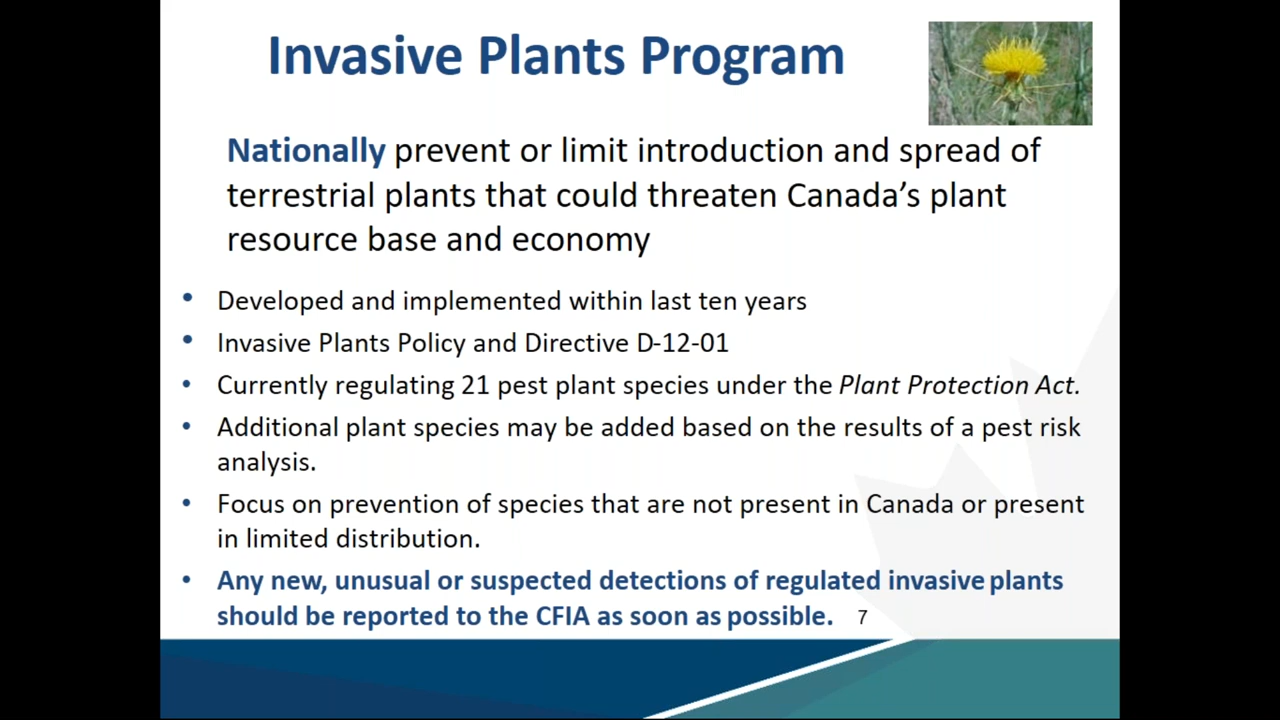 Invasive Plants Program
Nationally prevent or limit introduction and spread of
terrestrial plants that could threaten Canada’s plant
resource base and economy
• Developed and implemented within last ten years
• Invasive Plants Policy and Directive D-12-01
• Currently regulating 21 pest plant species under the Plant Protection Act.
• Additional plant species may be added based on the results of a pest risk
analysis.
• Focus on prevention of species that are not present in Canada or present
in limited distribution.
• Any new, unusual or suspected detections of regulated invasive plants
should be reported to the CFIA as soon as possible. 7